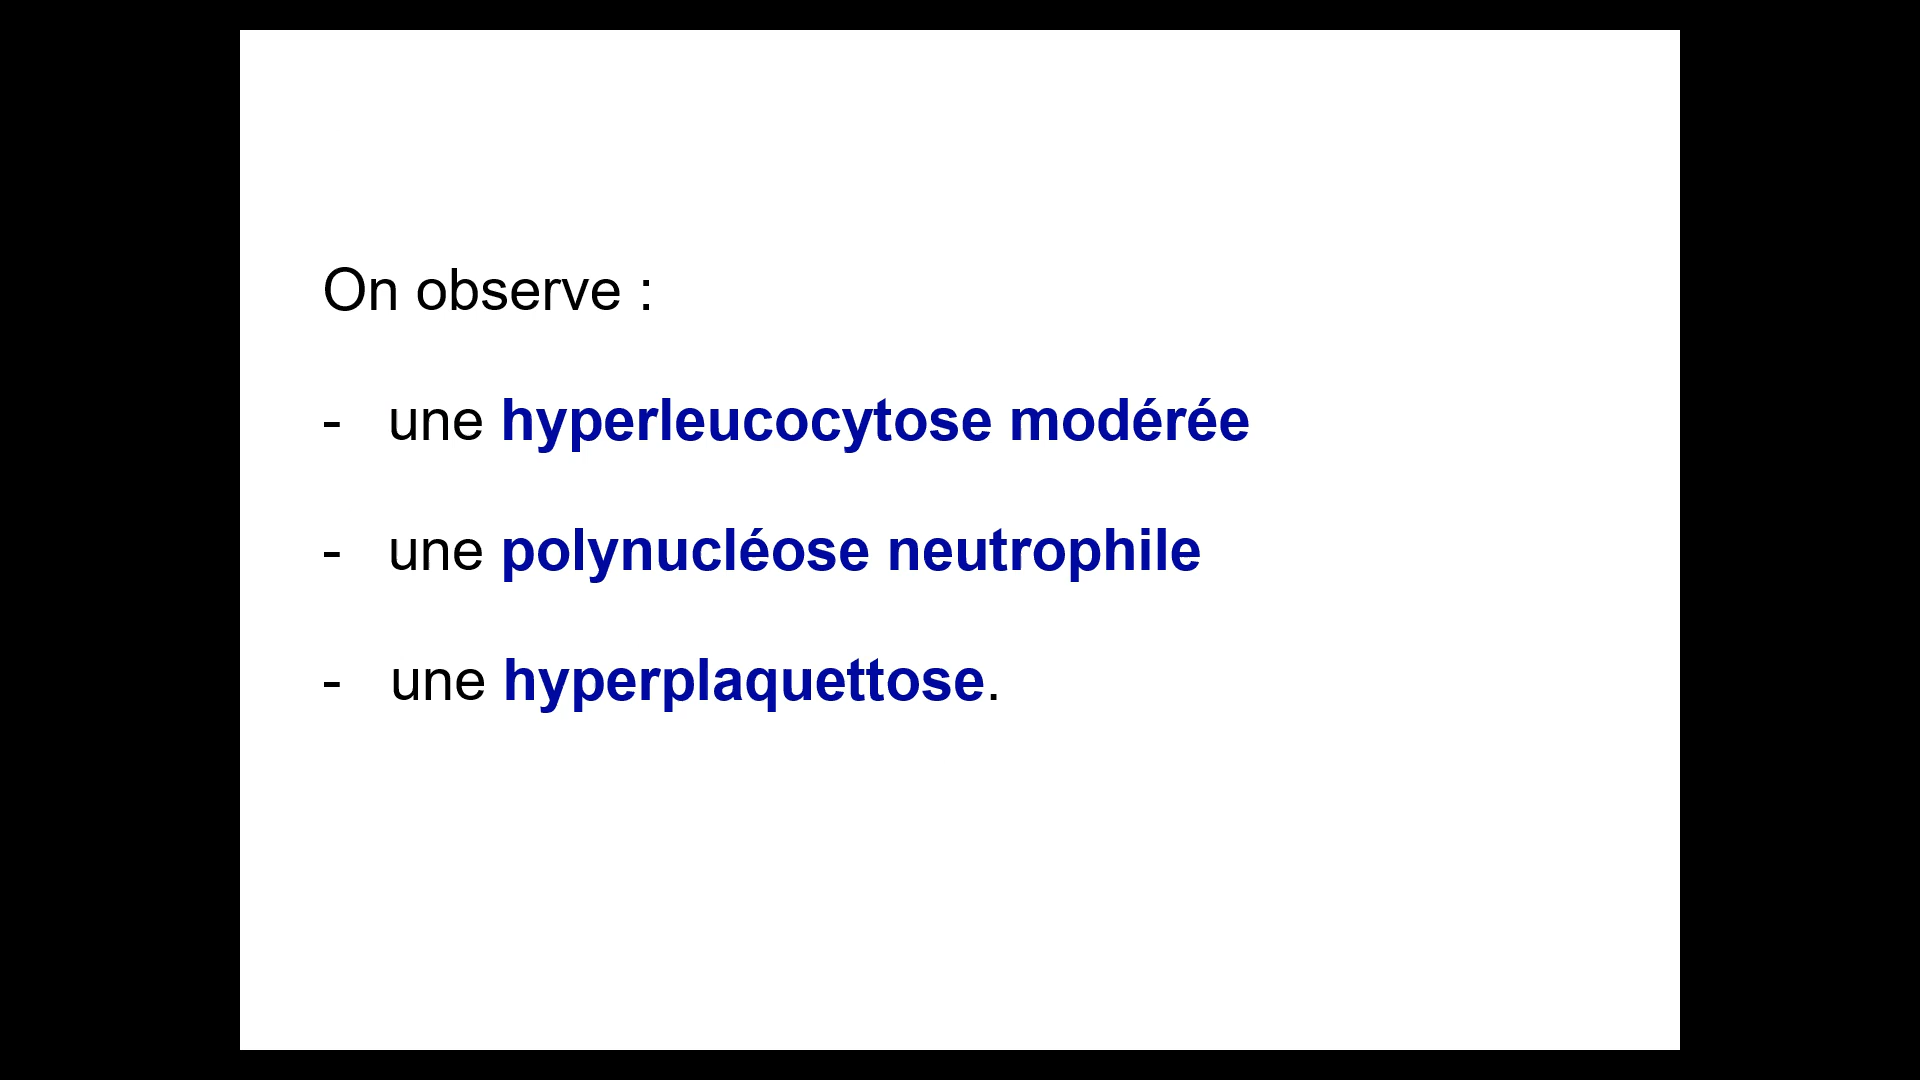 On observe :
- une hyperleucocytose modérée
- une polynucléose neutrophile
- une hyperplaquettose.